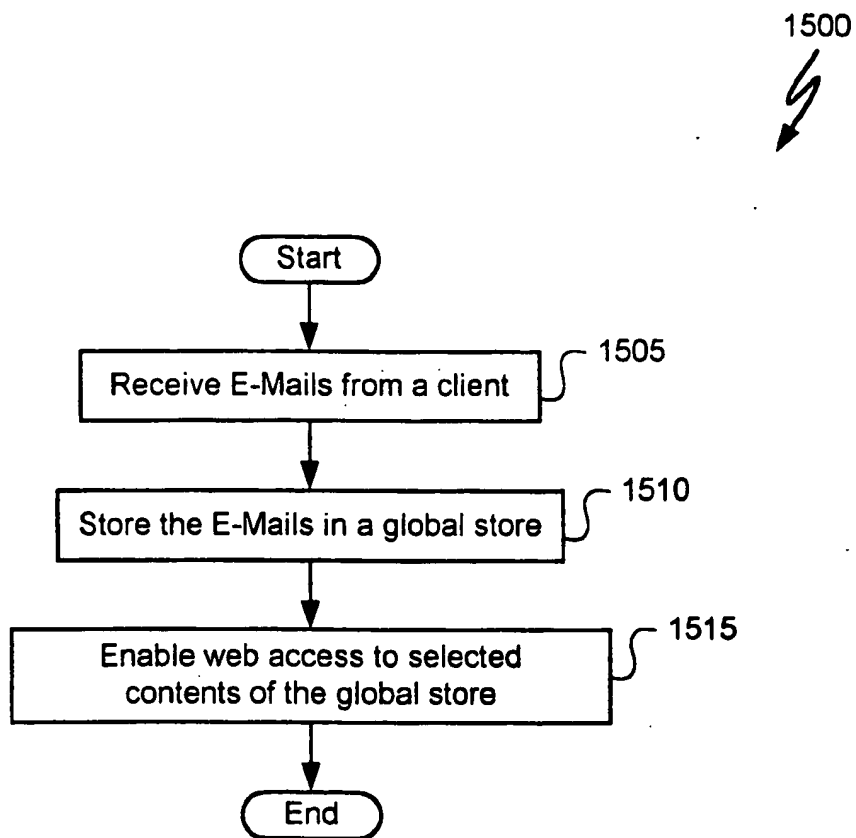 1500
Start
Receive E-Mails from a client
1505
Store the E-Mails in a global store
1510
Enable web access to selected
contents of the global store
1515
End